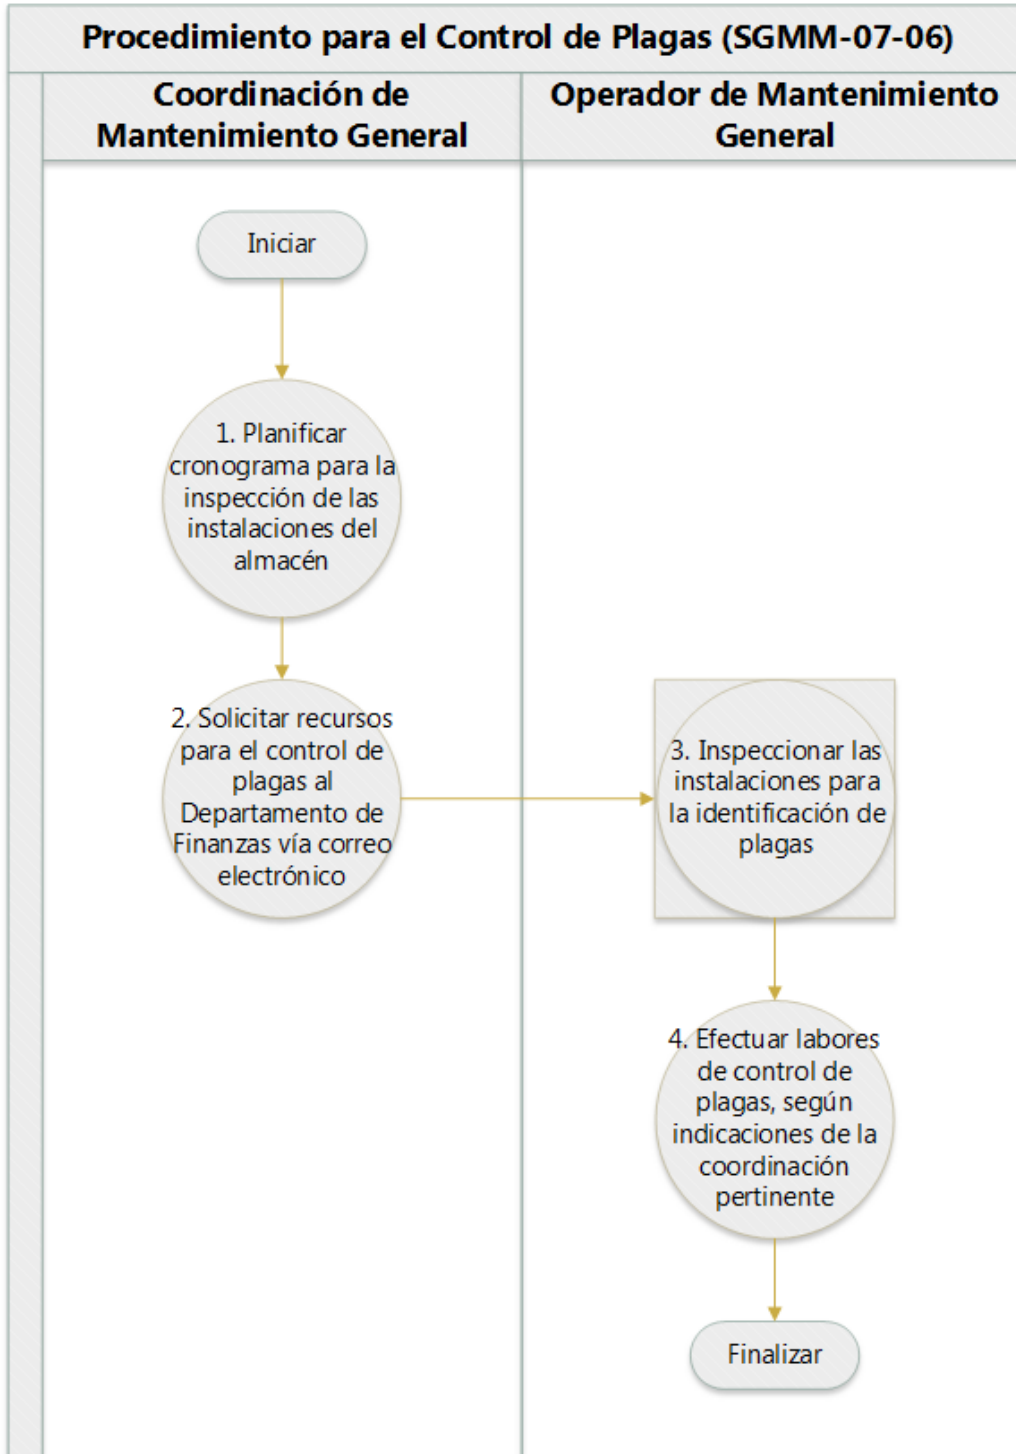 Procedimiento para el Control de Plagas (SGMM-07-06)
Coordinación de
Mantenimiento General
Operador de Mantenimiento
General
Iniciar
1. Planificar
cronograma para la
inspección de las
instalaciones del
almacén
2. Solicitar recursos
para el control de
plagas al
Departamento de
Finanzas vía correo
electrónico
3. Inspeccionar las
instalaciones para
la identificación de
plagas
4. Efectuar labores
de control de
plagas, según
indicaciones de la
coordinación
pertinente
Finalizar